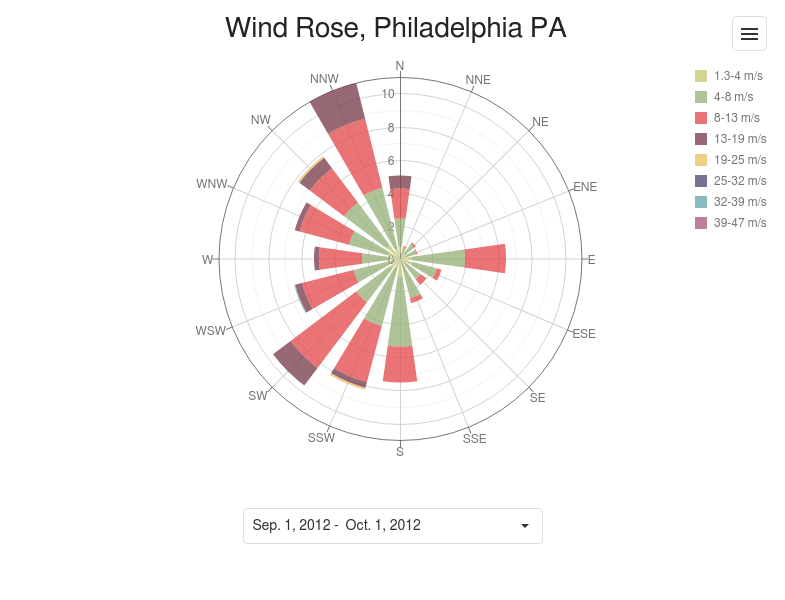 Wind Rose, Philadelphia PA
N
NNE
NE
ENE
E
ESE
SE
SSE
S
SSW
SW
WSW
W
WNW
NW
NNW
10
8
6
4
2
0
1.3-4 m/s
4-8 m/s
8-13 m/s
13-19 m/s
19-25 m/s
25-32 m/s
32-39 m/s
39-47 m/s
Sep. 1, 2012 - Oct. 1, 2012